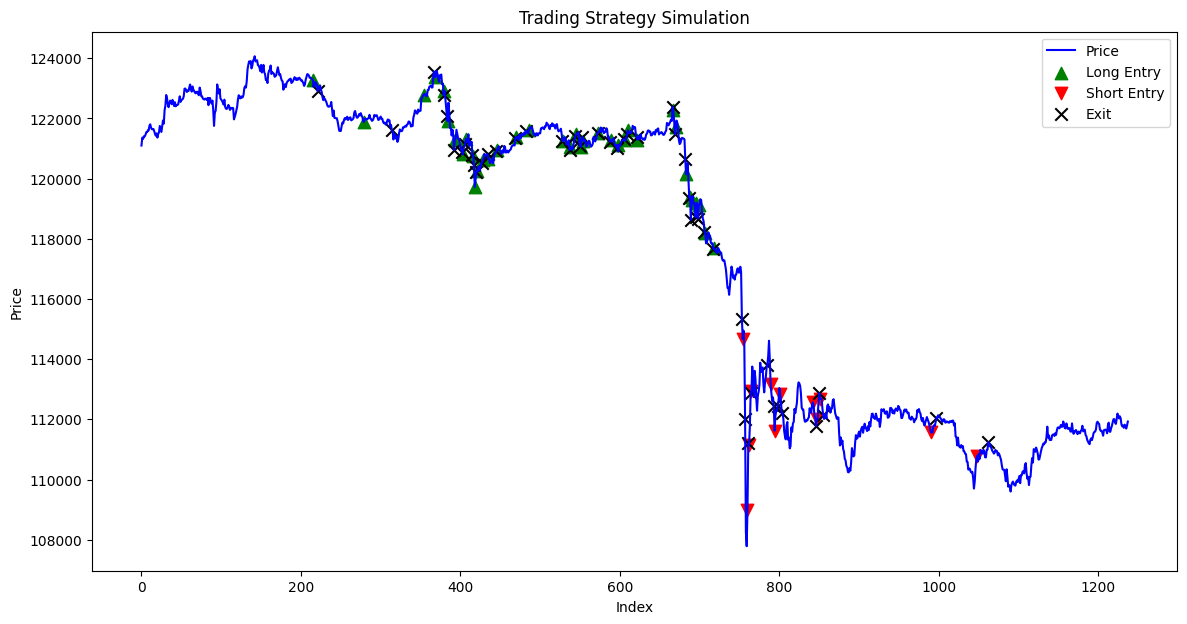 Trading Strategy Simulation
Price
Long Entry
Short Entry
Exit
124000
122000
120000
118000
116000
114000
112000
110000
108000
Price
0 200 400 600 800 1000 1200
Index